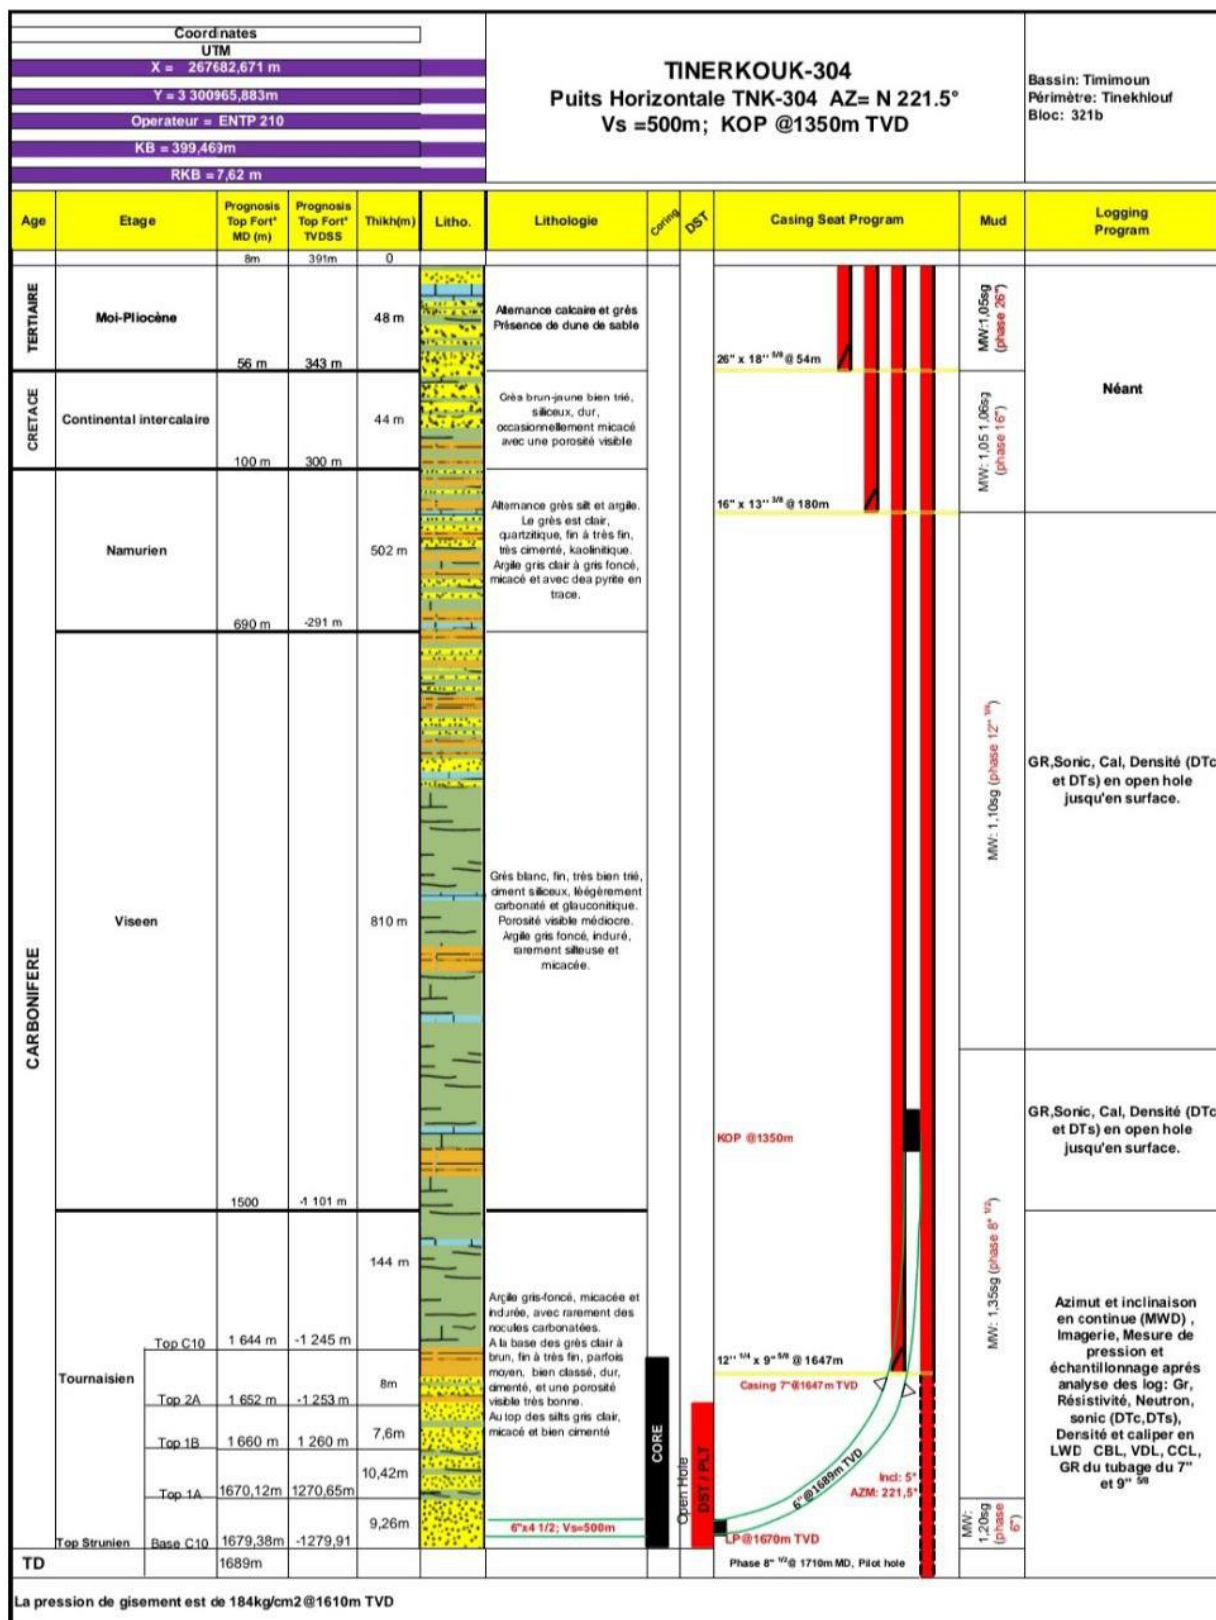 Coordinates
UTM
X = 267682,671 m
Y = 3 300965,883m
Operateur = ENTP 210
KB = 399,469m
RKB = 7,62 m
TINERKOUK-304
Puits Horizontale TNK-304 AZ= N 221.5°
Vs =500m; KOP @1350m TVD
Bassin: Timimoun
Périmètre: Tinekhlouf
Bloc: 321b
Age
Etage
Prognosis
Top Fort*
MD (m)
Prognosis
Top Fort*
TVDSS
Thikh(m)
Litho.
Lithologie
Coring
DST
Casing Seat Program
Mud
Logging
Program
8m 391m 0
TERTIAIRE
Moi-Pliocène
48 m
56 m 343 m
Alternance calcaire et grès
Présence de dune de sable
26" x 18'' 5/8 @ 54m
MW:1,05sg
(phase 26")
Néant
CRETACE
Continental intercalaire
44 m
100 m 300 m
Grès brun-jaune bien trié,
siliceux, dur,
occasionnellement micacé
avec une porosité visible
MW: 1,05 1,06sg
(phase 16")
16" x 13'' 3/8 @ 180m
CARBONIFERE
Namurien
502 m
690 m -291 m
Alternance grès silt et argile.
Le grès est clair,
quartzitique, fin à très fin,
très cimenté, kaolinitique.
Argile gris clair à gris foncé,
micacé et avec dea pyrite en
trace.
MW: 1,10sg (phase 12'' 1/4)
GR,Sonic, Cal, Densité (DTc
et DTs) en open hole
jusqu'en surface.
Viseen
810 m
1500 -1 101 m
Grès blanc, fin, très bien trié,
ciment siliceux, léégèrement
carbonaté et glauconitique.
Porosité visible médiocre.
Argile gris foncé, induré,
rarement silteuse et
micacée.
KOP @1350m
GR,Sonic, Cal, Densité (DTc
et DTs) en open hole
jusqu'en surface.
MW: 1,35sg (phase 8" 1/2)
Tournaisien
144 m
Top C10 1 644 m -1 245 m
8m
Top 2A 1 652 m -1 253 m
7,6m
Top 1B 1 660 m 1 260 m
10,42m
Top 1A 1670,12m 1270,65m
9,26m
Top Strunien Base C10 1679,38m -1279,91
Argile gris-foncé, micacée et
indurée, avec rarement des
nocules carbonatées.
A la base des grès clair à
brun, fin à très fin, parfois
moyen, bien classé, dur,
cimenté, et une porosité
visible très bonne.
Au top des silts gris clair,
micacé et bien cimenté
6"x4 1/2; Vs=500m
CORE
Open Hole
DST / PLT
12'' 1/4 x 9" 5/8 @ 1647m
Casing 7"@1647m TVD
6"@1689m TVD
Incl: 5°
AZM: 221,5°
LP@1670m TVD
Phase 8" 1/2@ 1710m MD, Pilot hole
MW:
1,20sg
(phase
6")
Azimut et inclinaison
en continue (MWD) ,
Imagerie, Mesure de
pression et
échantillonnage aprés
analyse des log: Gr,
Résistivité, Neutron,
sonic (DTc,DTs),
Densité et caliper en
LWD CBL, VDL, CCL,
GR du tubage du 7"
et 9" 5/8
TD 1689m
La pression de gisement est de 184kg/cm2@1610m TVD